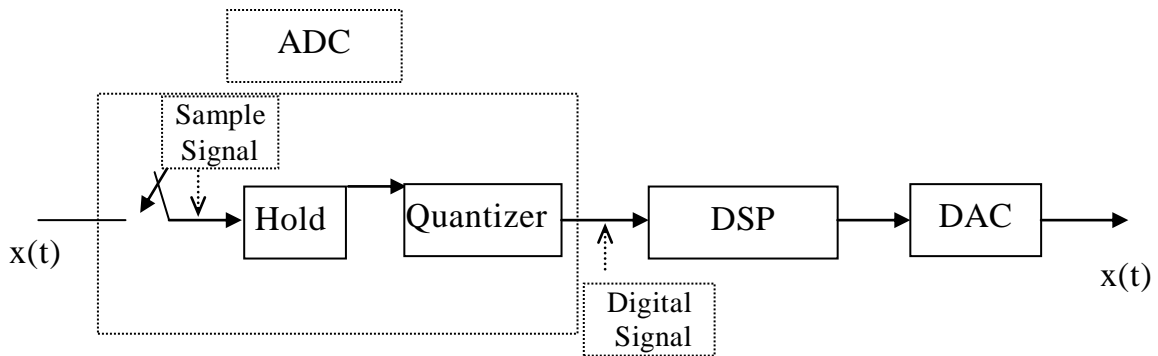 ADC
Sample
Signal
x(t)
Hold
Quantizer
DSP
DAC
x(t)
Digital
Signal